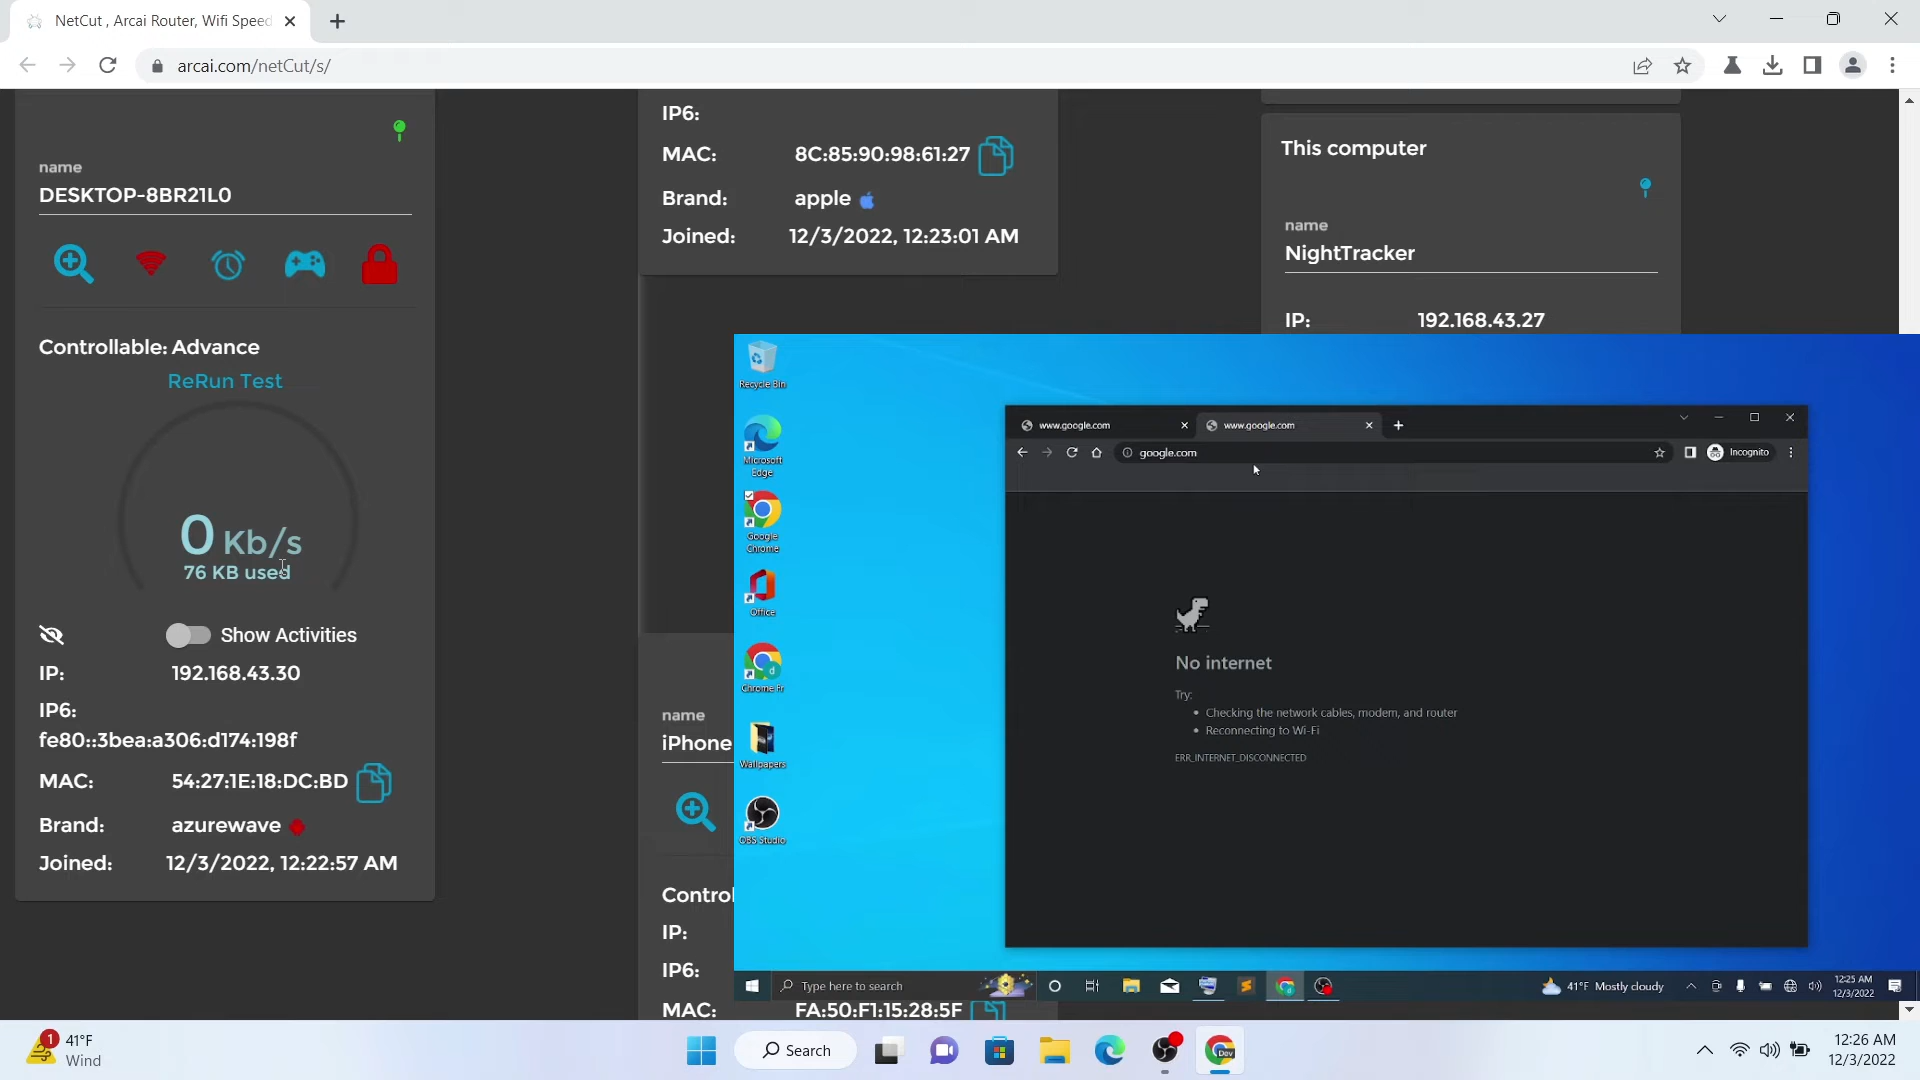 NetCut , Arcai Router, Wifi Speed
arcai.com/netCut/s/
name
DESKTOP-8BR21L0
Controllable: Advance
ReRun Test
0 Kb/s
76 KB used
Show Activities
IP: 192.168.43.30
IP6:
fe80::3bea:a306:d174:198f
MAC: 54:27:1E:18:DC:BD
Brand: azurewave
Joined: 12/3/2022, 12:22:57 AM
IP6:
MAC: 8C:85:90:98:61:27
Brand: apple
Joined: 12/3/2022, 12:23:01 AM
name
iPhone
Control
IP:
IP6:
MAC: FA:50:F1:15:28:5F
This computer
name
NightTracker
IP: 192.168.43.27
Recycle Bin
Microsoft
Edge
Google
Chrome
Office
Chrome Pr
Wallpapers
OBS Studio
www.google.com
www.google.com
google.com
Incognito
No internet
Try:
Checking the network cables, modem, and router
Reconnecting to Wi-Fi
ERR_INTERNET_DISCONNECTED
Type here to search
41°F Mostly cloudy
12:25 AM
12/3/2022
1
41°F
Wind
Search
Dev
12:26 AM
12/3/2022